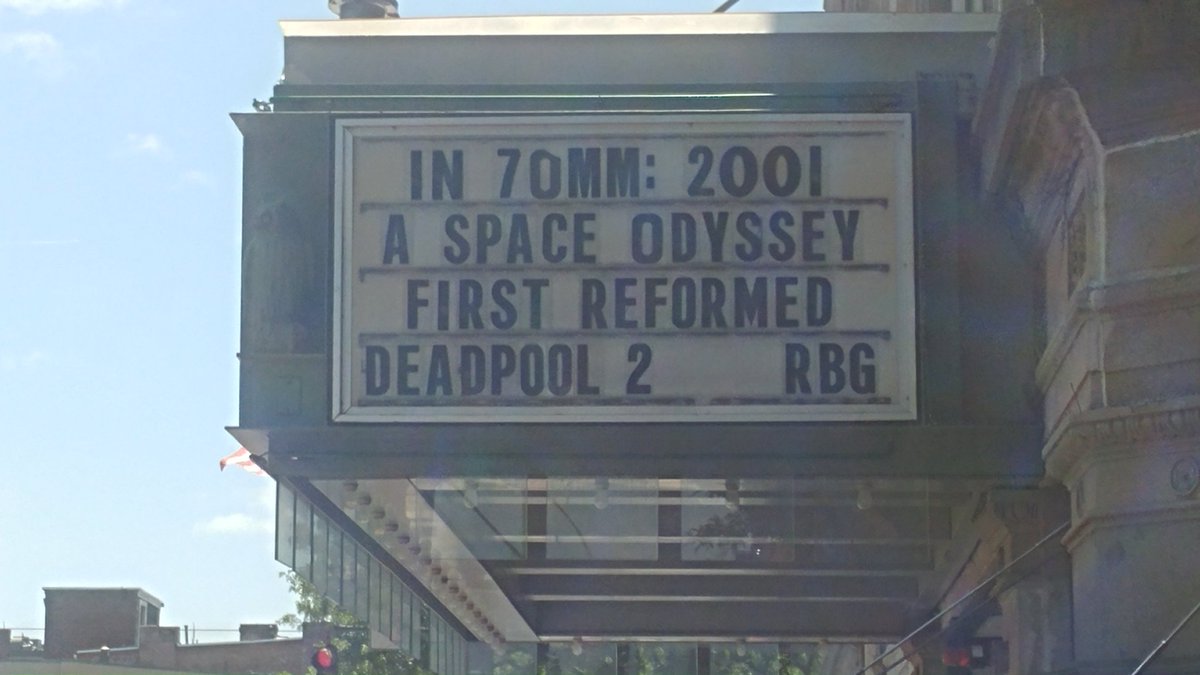 IN 70MM: 2001
A SPACE ODYSSEY
FIRST REFORMED
DEADPOOL 2 RBG